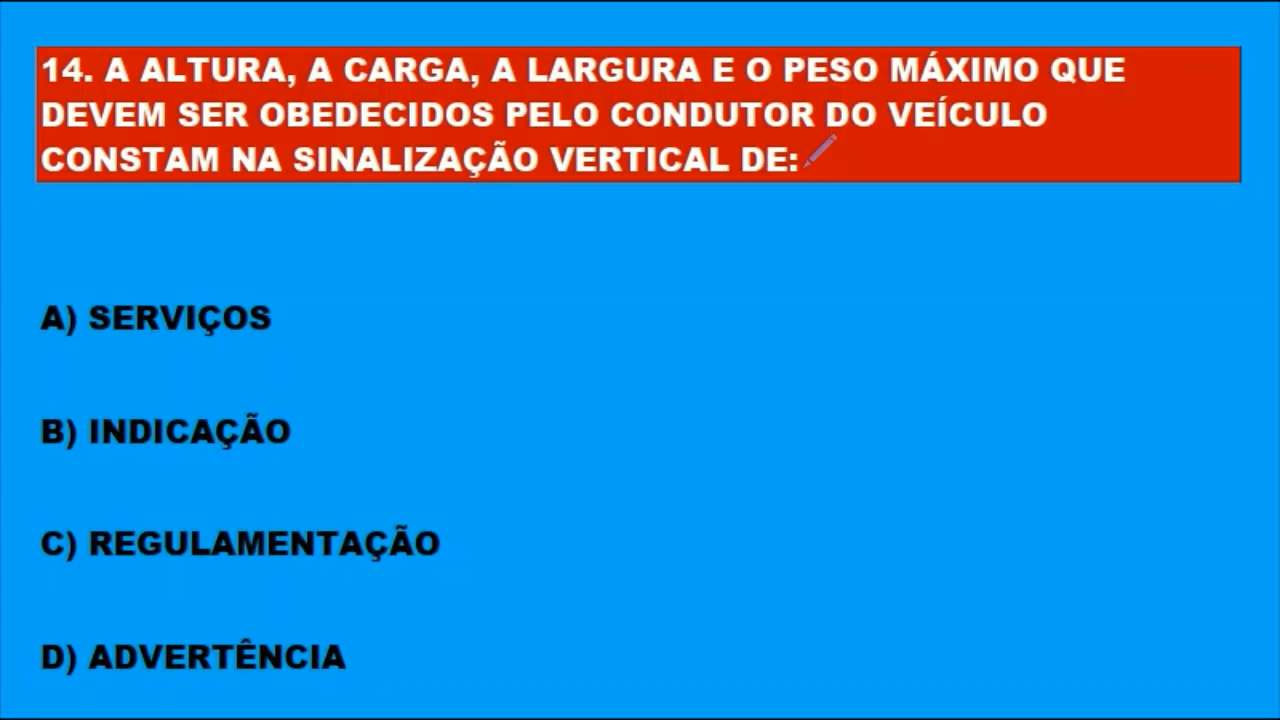 14. A ALTURA, A CARGA, A LARGURA E O PESO MÁXIMO QUE
DEVEM SER OBEDECIDOS PELO CONDUTOR DO VEÍCULO
CONSTAM NA SINALIZAÇÃO VERTICAL DE:
A) SERVIÇOS
B) INDICAÇÃO
C) REGULAMENTAÇÃO
D) ADVERTÊNCIA